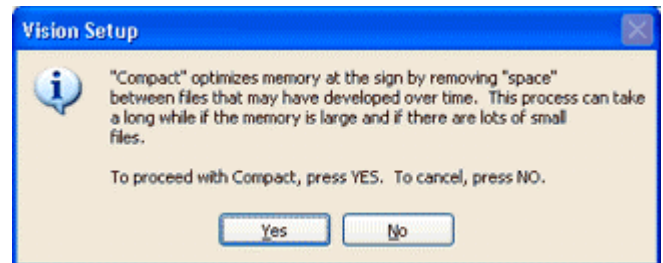 Vision Setup
"Compact" optimizes memory at the sign by removing "space"
between files that may have developed over time. This process can take
a long while if the memory is large and if there are lots of small
files.
To proceed with Compact, press YES. To cancel, press NO.
Yes
No